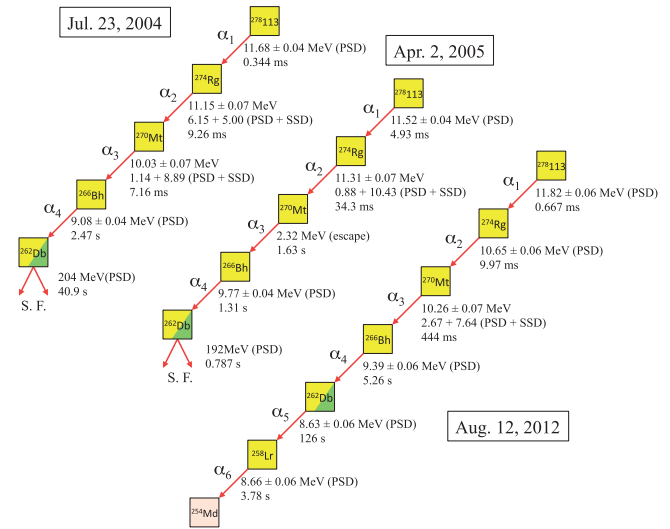 Jul. 23, 2004
²⁷⁸113
α₁
11.68 ± 0.04 MeV (PSD)
0.344 ms
²⁷⁴Rg
α₂
11.15 ± 0.07 MeV
6.15 + 5.00 (PSD + SSD)
9.26 ms
²⁷⁰Mt
α₃
10.03 ± 0.07 MeV
1.14 + 8.89 (PSD + SSD)
7.16 ms
²⁶⁶Bh
α₄
9.08 ± 0.04 MeV (PSD)
2.47 s
²⁶²Db
204 MeV(PSD)
40.9 s
S. F.
Apr. 2, 2005
²⁷⁸113
α₁
11.52 ± 0.04 MeV (PSD)
4.93 ms
²⁷⁴Rg
α₂
11.31 ± 0.07 MeV
0.88 + 10.43 (PSD + SSD)
34.3 ms
²⁷⁰Mt
α₃
2.32 MeV (escape)
1.63 s
²⁶⁶Bh
α₄
9.77 ± 0.04 MeV (PSD)
1.31 s
²⁶²Db
192MeV (PSD)
0.787 s
S. F.
²⁷⁸113
α₁
11.82 ± 0.06 MeV (PSD)
0.667 ms
²⁷⁴Rg
α₂
10.65 ± 0.06 MeV (PSD)
9.97 ms
²⁷⁰Mt
α₃
10.26 ± 0.07 MeV
2.67 + 7.64 (PSD + SSD)
444 ms
²⁶⁶Bh
α₄
9.39 ± 0.06 MeV (PSD)
5.26 s
²⁶²Db
α₅
8.63 ± 0.06 MeV (PSD)
126 s
²⁵⁸Lr
α₆
8.66 ± 0.06 MeV (PSD)
3.78 s
²⁵⁴Md
Aug. 12, 2012